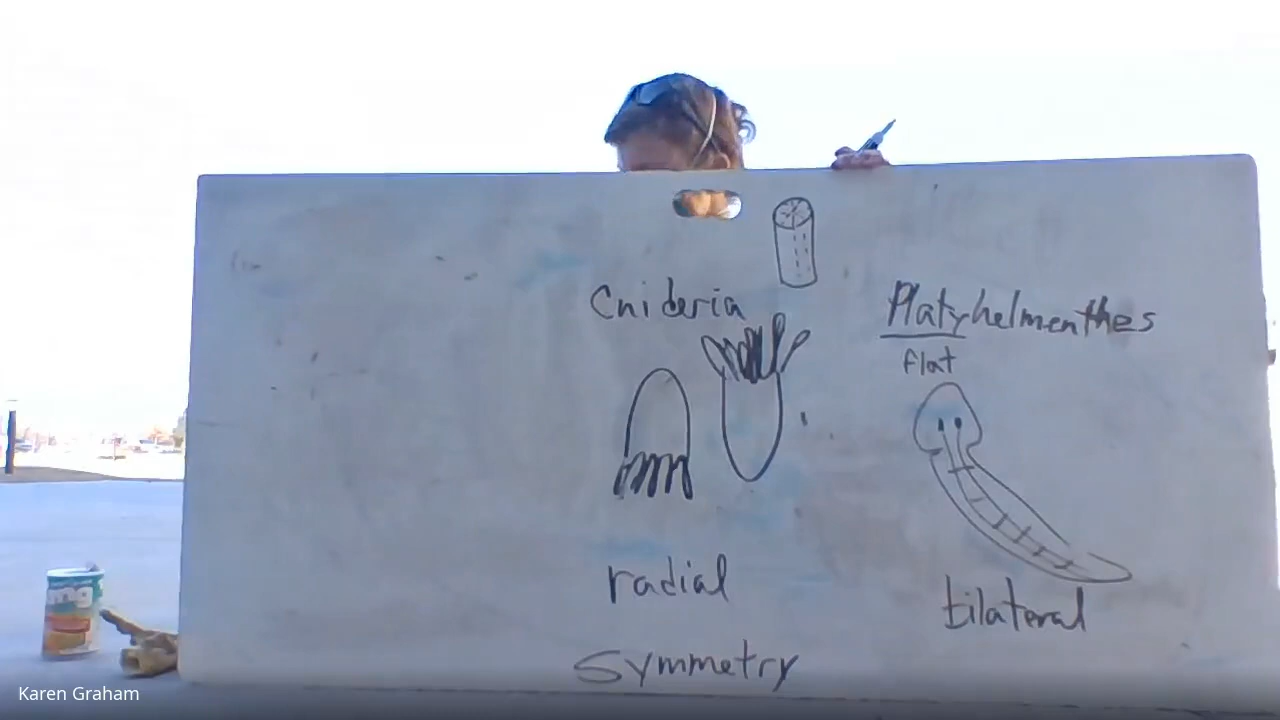 Cnideria
Platyhelmenthes
flat
radial
bilateral
symmetry
Karen Graham